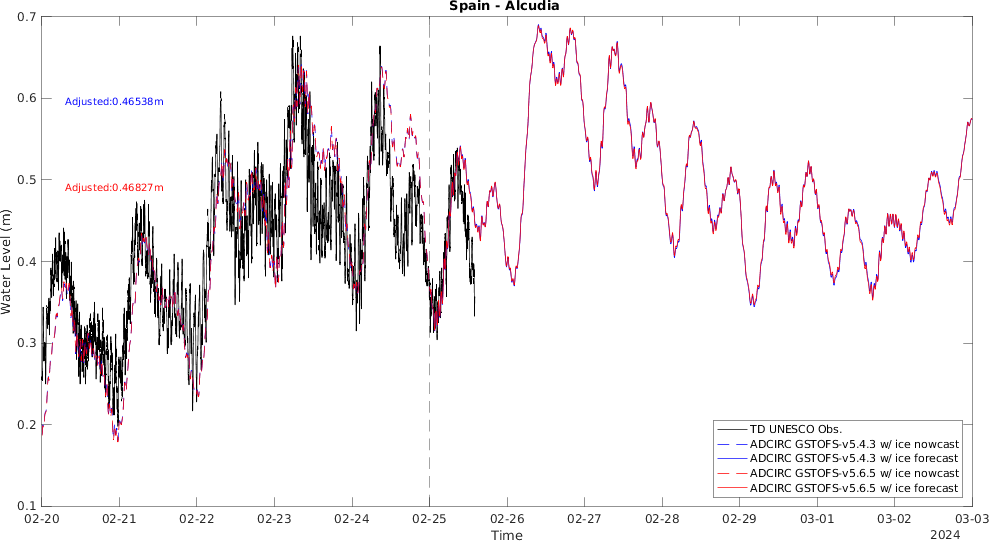 Spain - Alcudia
0.7
0.6
0.5
0.4
0.3
0.2
0.1
Water Level (m)
Adjusted:0.46538m
Adjusted:0.46827m
TD UNESCO Obs.
ADCIRC GSTOFS-v5.4.3 w/ ice nowcast
ADCIRC GSTOFS-v5.4.3 w/ ice forecast
ADCIRC GSTOFS-v5.6.5 w/ ice nowcast
ADCIRC GSTOFS-v5.6.5 w/ ice forecast
02-20 02-21 02-22 02-23 02-24 02-25 02-26 02-27 02-28 02-29 03-01 03-02 03-03
Time
2024